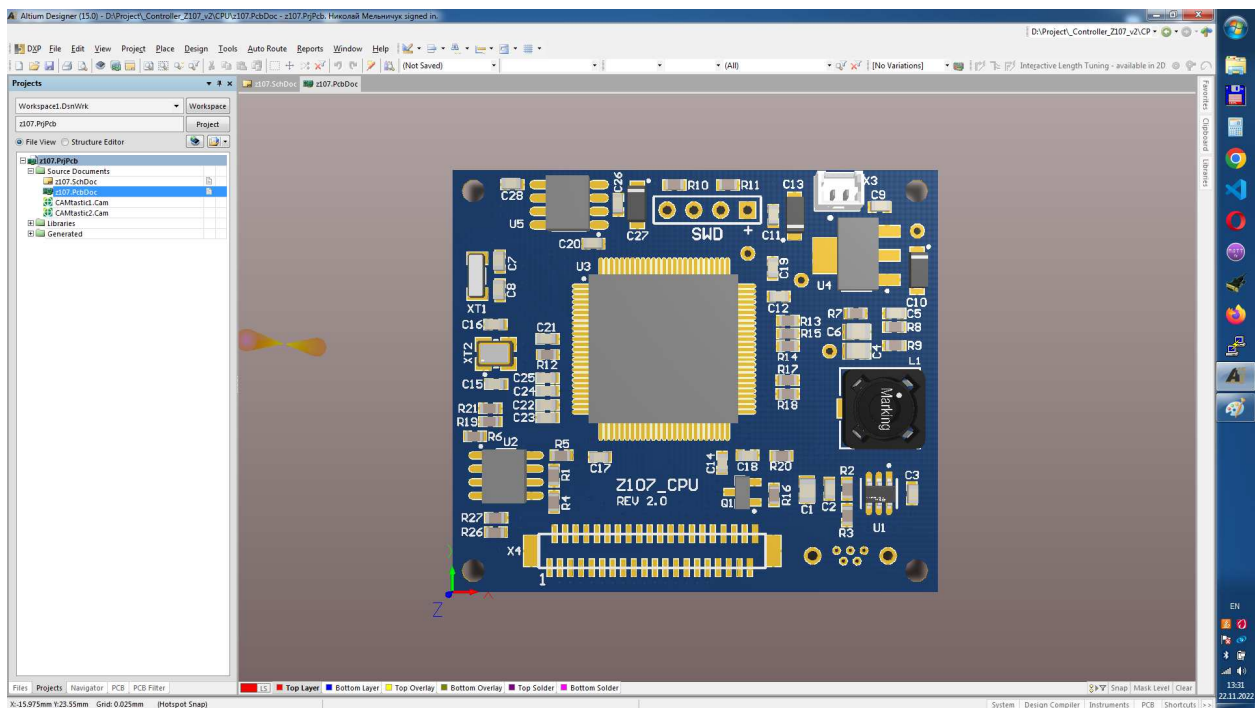 Altium Designer (15.0) - D:\Project\_Controller_Z107_v2\CPU\z107.PcbDoc - z107.PrjPcb. Николай Мельничук signed in.
D:\Project\_Controller_Z107_v2\CP
DXP File Edit View Project Place Design Tools Auto Route Reports Window Help
(Not Saved) (All) [No Variations] Interactive Length Tuning - available in 2D
Projects
z107.SchDoc z107.PcbDoc
Workspace1.DsnWrk Workspace
z107.PrjPcb Project
File View Structure Editor
z107.PrjPcb
Source Documents
z107.SchDoc
z107.PcbDoc
CAMtastic1.Cam
CAMtastic2.Cam
Libraries
Generated
Favorites
Clipboard
Libraries
C28 C26 R10 R11 C13 X3
C9
U5 C27 SWD + C11
C20
U3 C19 U4
C7
C8
XT1 C12 C10
C16 C21 R13 R7 C5
R15 C6 R8
XT2 R12 R14 C4 R9
C25 R17 L1
C15 C24
R21 C22 R18 Marking
R19 C23
R6 U2 R5
C17 C14 C18 R20 R2 C3
R1 Z107_CPU R16
R4 REV 2.0 Q1 C1 C2 U1
R27 R3
R26
X4
1
Z X
LS Top Layer Bottom Layer Top Overlay Bottom Overlay Top Solder Bottom Solder
Snap Mask Level Clear
Files Projects Navigator PCB PCB Filter
X:-15.975mm Y:23.55mm Grid: 0.025mm (Hotspot Snap)
System Design Compiler Instruments PCB Shortcuts >>
EN
13:31
22.11.2022